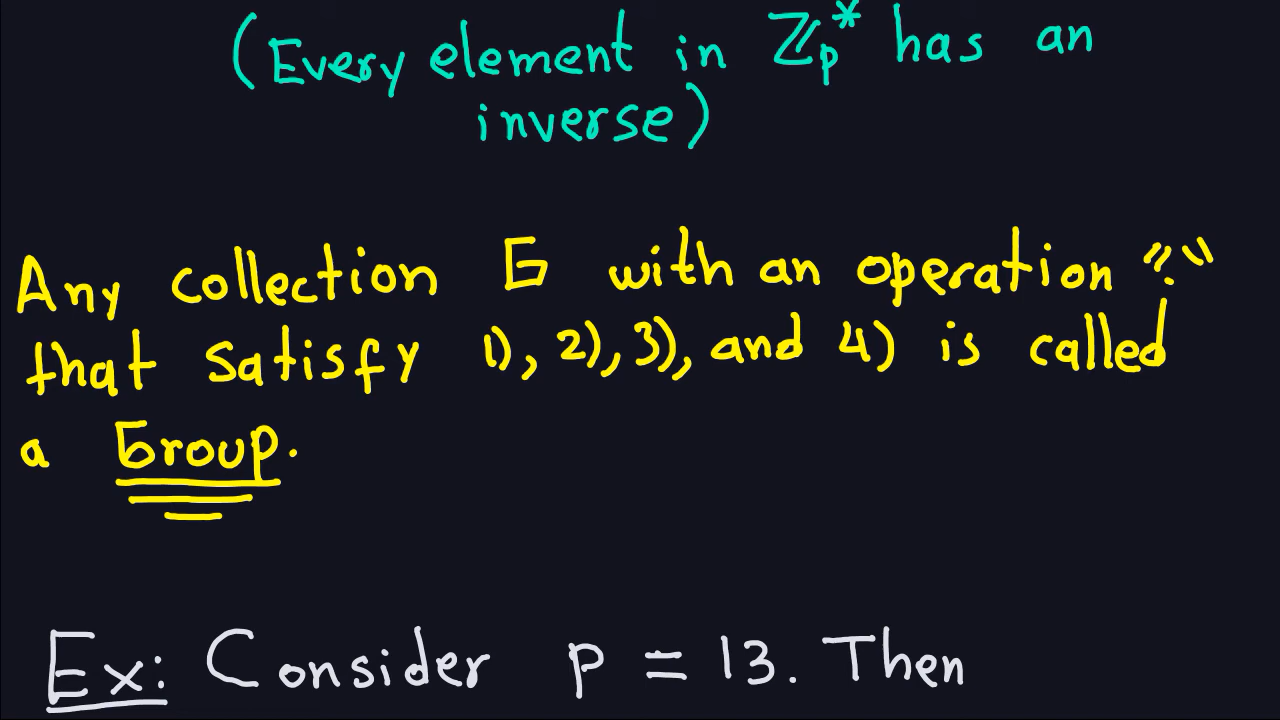 (Every element in ℤₚ* has an
inverse)
Any collection G with an operation "·"
that satisfy 1), 2), 3), and 4) is called
a Group.
Ex: Consider p = 13. Then